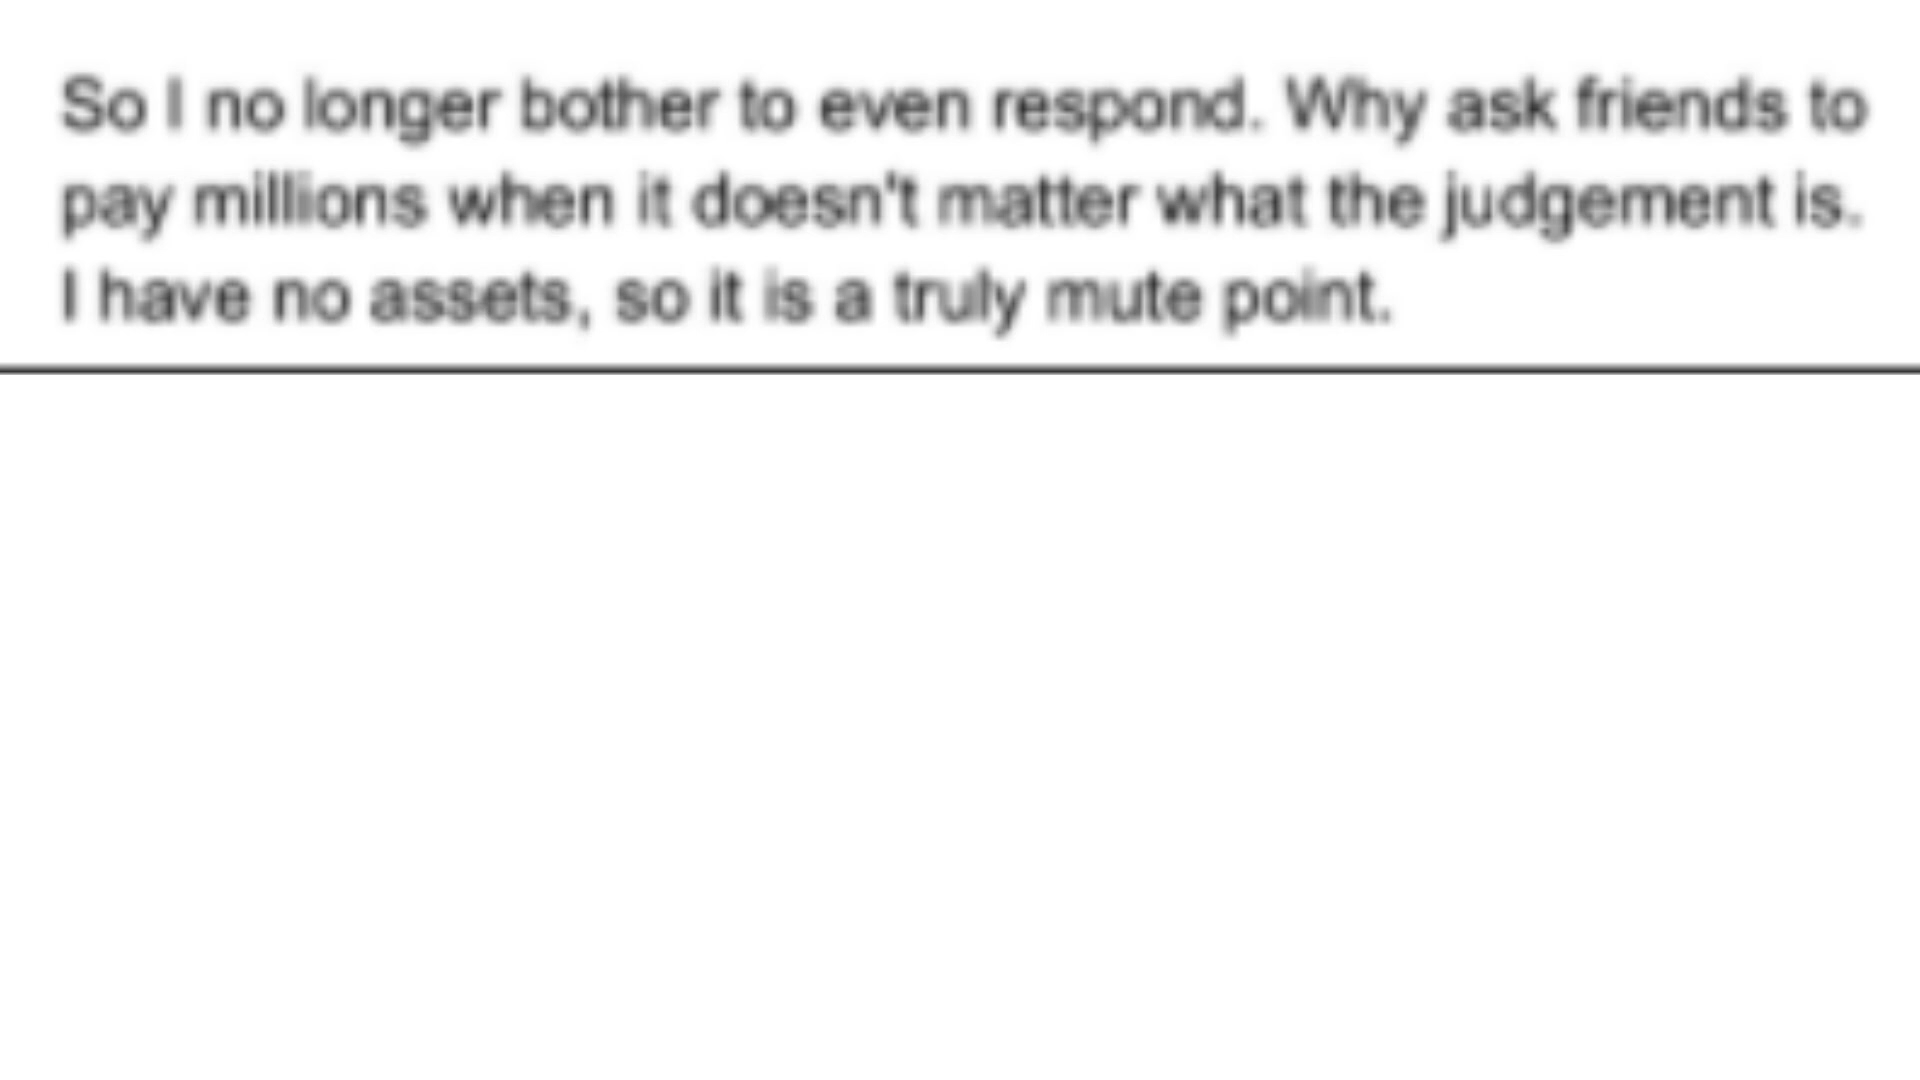 So I no longer bother to even respond. Why ask friends to
pay millions when it doesn't matter what the judgement is.
I have no assets, so it is a truly mute point.